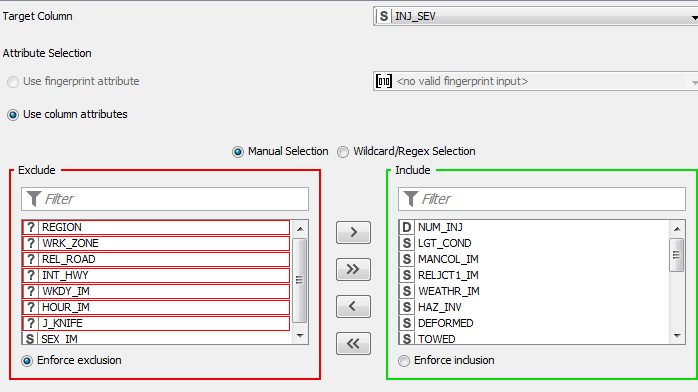 Target Column
S INJ_SEV
Attribute Selection
Use fingerprint attribute
[010] <no valid fingerprint input>
Use column attributes
Manual Selection Wildcard/Regex Selection
Exclude
Filter
? REGION
? WRK_ZONE
? REL_ROAD
? INT_HWY
? WKDY_IM
? HOUR_IM
? J_KNIFE
S SEX_IM
Enforce exclusion
>
>>
<
<<
Include
Filter
D NUM_INJ
S LGT_COND
S MANCOL_IM
S RELJCT1_IM
S WEATHR_IM
S HAZ_INV
S DEFORMED
S TOWED
Enforce inclusion